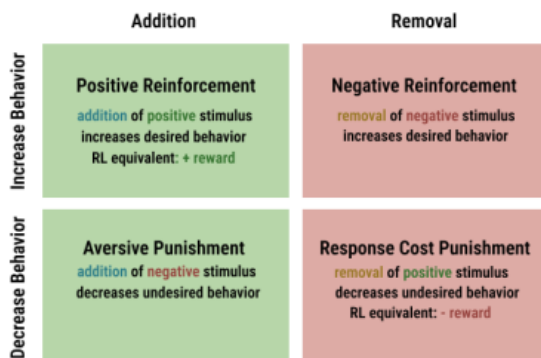 Addition
Removal
Increase Behavior
Positive Reinforcement
addition of positive stimulus
increases desired behavior
RL equivalent: + reward
Negative Reinforcement
removal of negative stimulus
increases desired behavior
Decrease Behavior
Aversive Punishment
addition of negative stimulus
decreases undesired behavior
Response Cost Punishment
removal of positive stimulus
decreases undesired behavior
RL equivalent: - reward